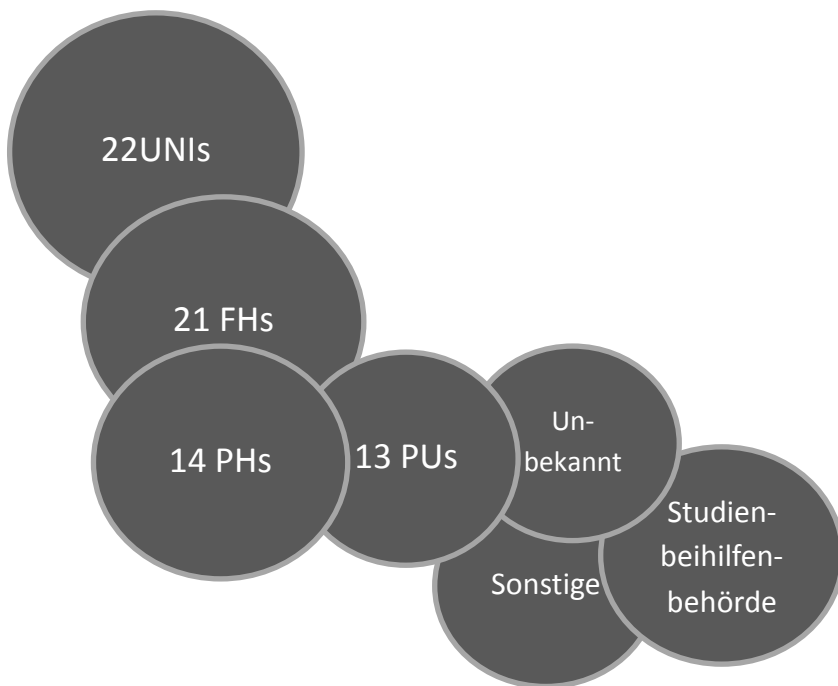 22UNIs
21 FHs
14 PHs
13 PUs
Un-
bekannt
Sonstige
Studien-
beihilfen-
behörde